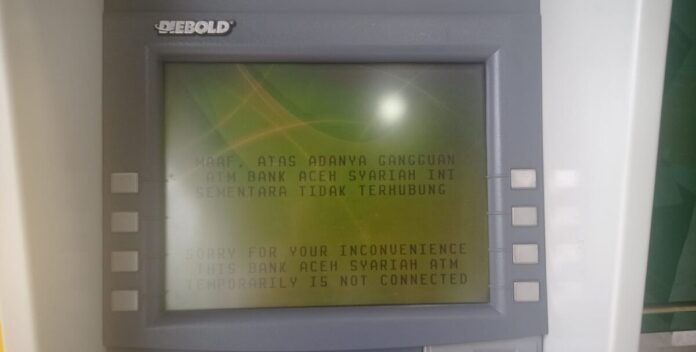 DIEBOLD
MAAF, ATAS ADANYA GANGGUAN
ATM BANK ACEH SYARIAH INI
SEMENTARA TIDAK TERHUBUNG
SORRY FOR YOUR INCONVENIENCE
THIS BANK ACEH SYARIAH ATM
TEMPORARILY IS NOT CONNECTED